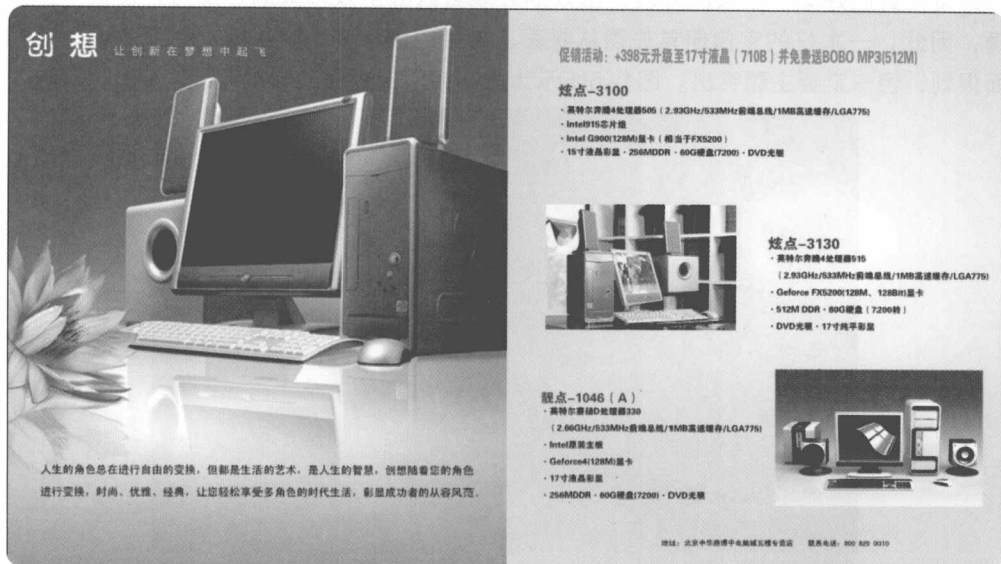 创想 让创新在梦想中起飞
人生的角色总在进行自由的变换，但都是生活的艺术，是人生的智慧，创想随着您的角色
进行变换，时尚、优雅、经典，让您轻松享受多角色的时代生活，彰显成功者的从容风范。
促销活动：+398元升级至17寸液晶（710B）并免费送BOBO MP3(512M)
炫点-3100
·英特尔奔腾4处理器505（2.93GHz/533MHz前端总线/1MB高速缓存/LGA775)
·Intel915芯片组
·Intel G900(128M)显卡（相当于FX5200）
·15寸液晶彩显·256MDDR·60G硬盘(7200)·DVD光驱
炫点-3130
·英特尔奔腾4处理器515
（2.93GHz/533MHz前端总线/1MB高速缓存/LGA775)
·Geforce FX5200(128M、128Bit)显卡
·512M DDR·80G硬盘（7200转）
·DVD光驱·17寸纯平彩显
靓点-1046（A）
·英特尔赛扬D处理器330
（2.66GHz/533MHz前端总线/1MB高速缓存/LGA775)
·Intel原装主板
·Geforce4(128M)显卡
·17寸液晶彩显
·256MDDR·60G硬盘(7200)·DVD光驱
地址：北京中华路博宇电脑城五楼专卖店 联系电话：800 820 0010